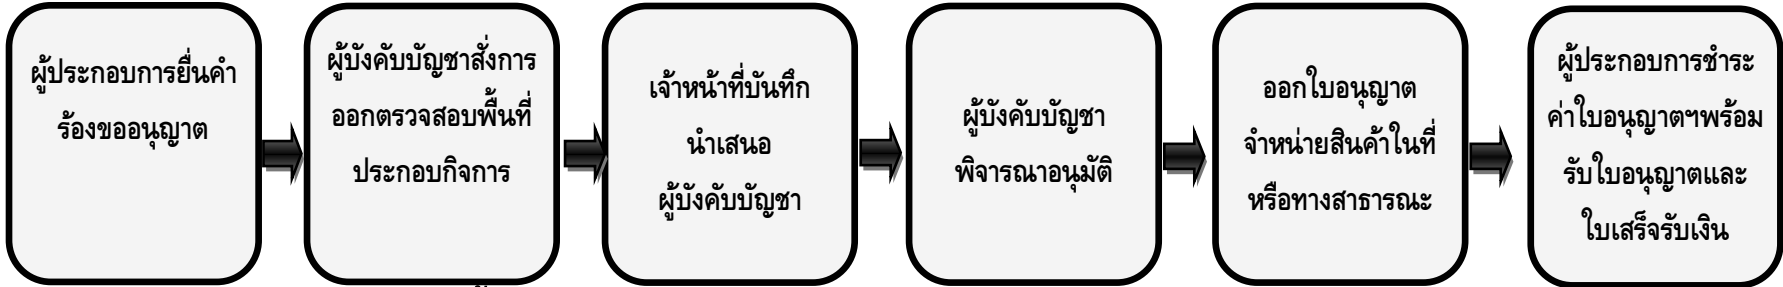 ผู้ประกอบการยื่นคำ
ร้องขออนุญาต
ผู้บังคับบัญชาสั่งการ
ออกตรวจสอบพื้นที่
ประกอบกิจการ
เจ้าหน้าที่บันทึก
นำเสนอ
ผู้บังคับบัญชา
ผู้บังคับบัญชา
พิจารณาอนุมัติ
ออกใบอนุญาต
จำหน่ายสินค้าในที่
หรือทางสาธารณะ
ผู้ประกอบการชำระ
ค่าใบอนุญาตฯพร้อม
รับใบอนุญาตและ
ใบเสร็จรับเงิน